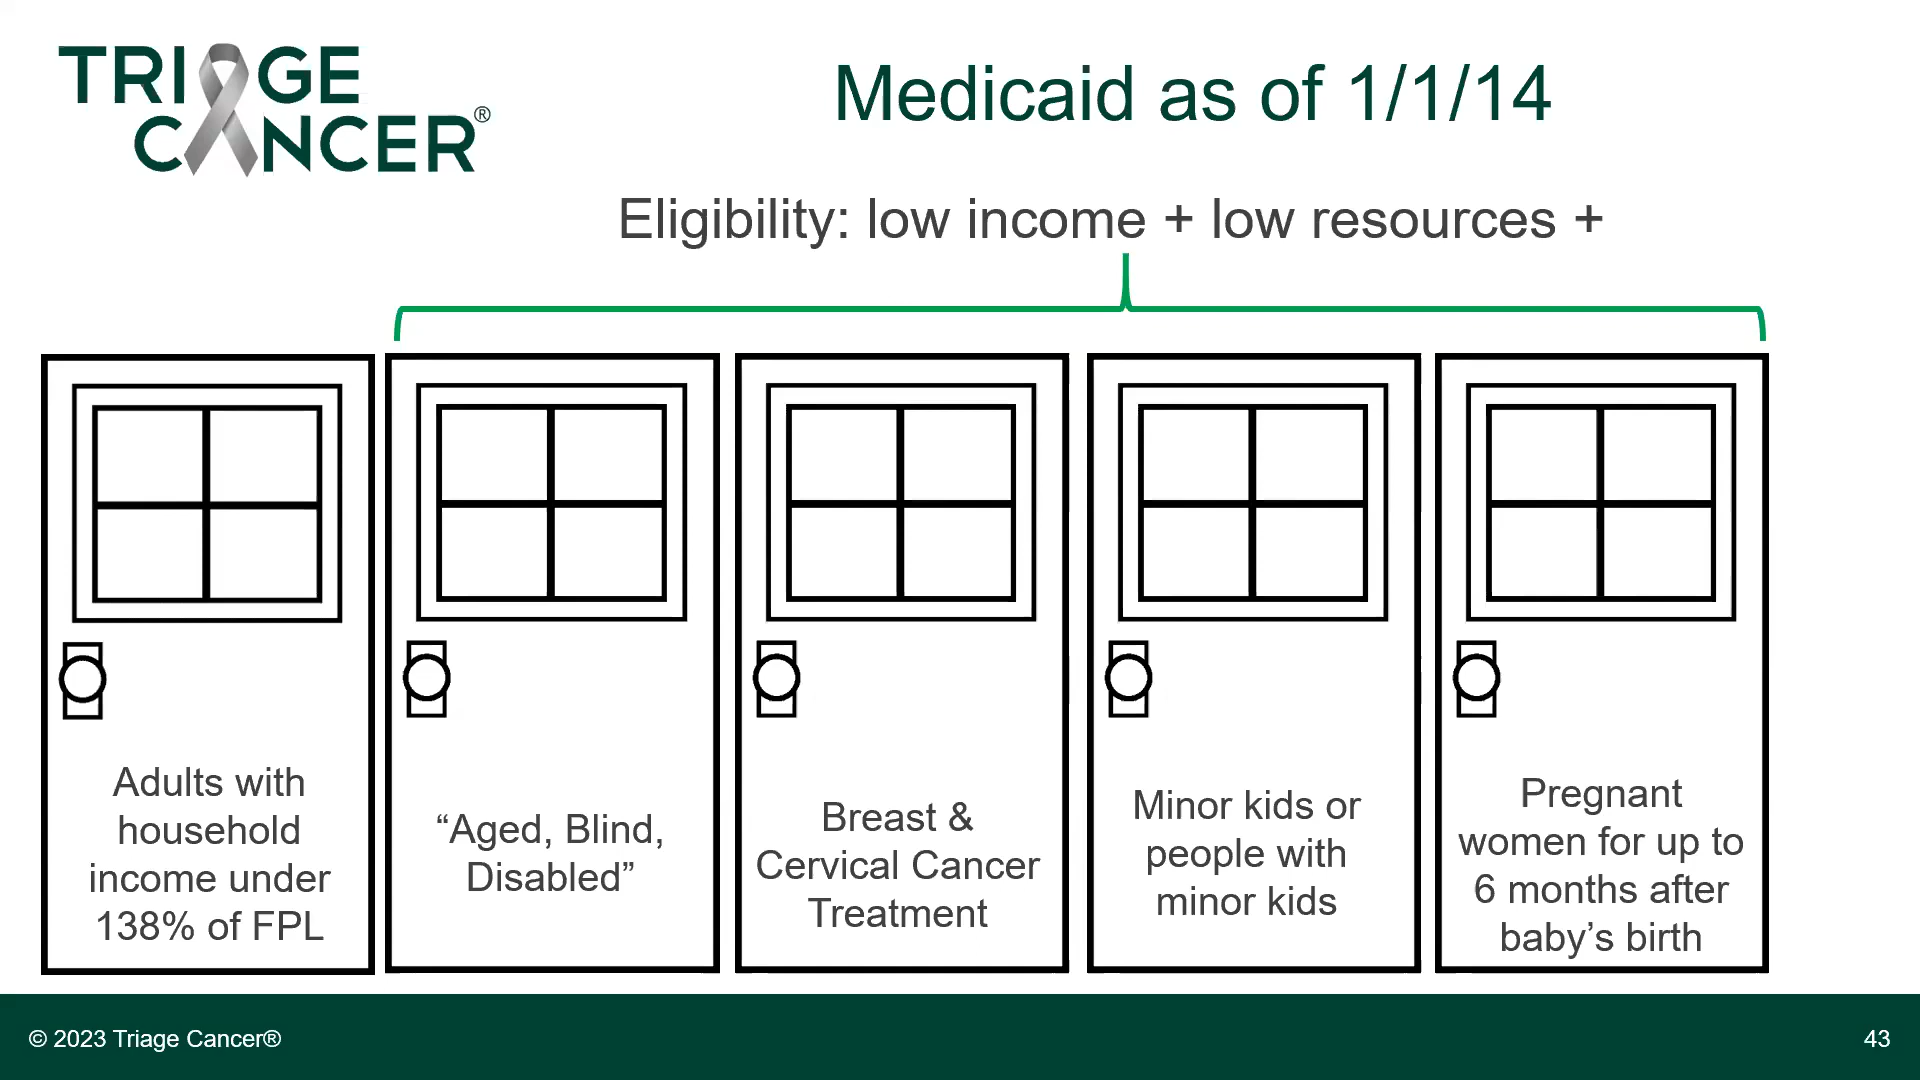 TRIAGE
CANCER®
Medicaid as of 1/1/14
Eligibility: low income + low resources +
Adults with
household
income under
138% of FPL
“Aged, Blind,
Disabled”
Breast &
Cervical Cancer
Treatment
Minor kids or
people with
minor kids
Pregnant
women for up to
6 months after
baby’s birth
© 2023 Triage Cancer®
43